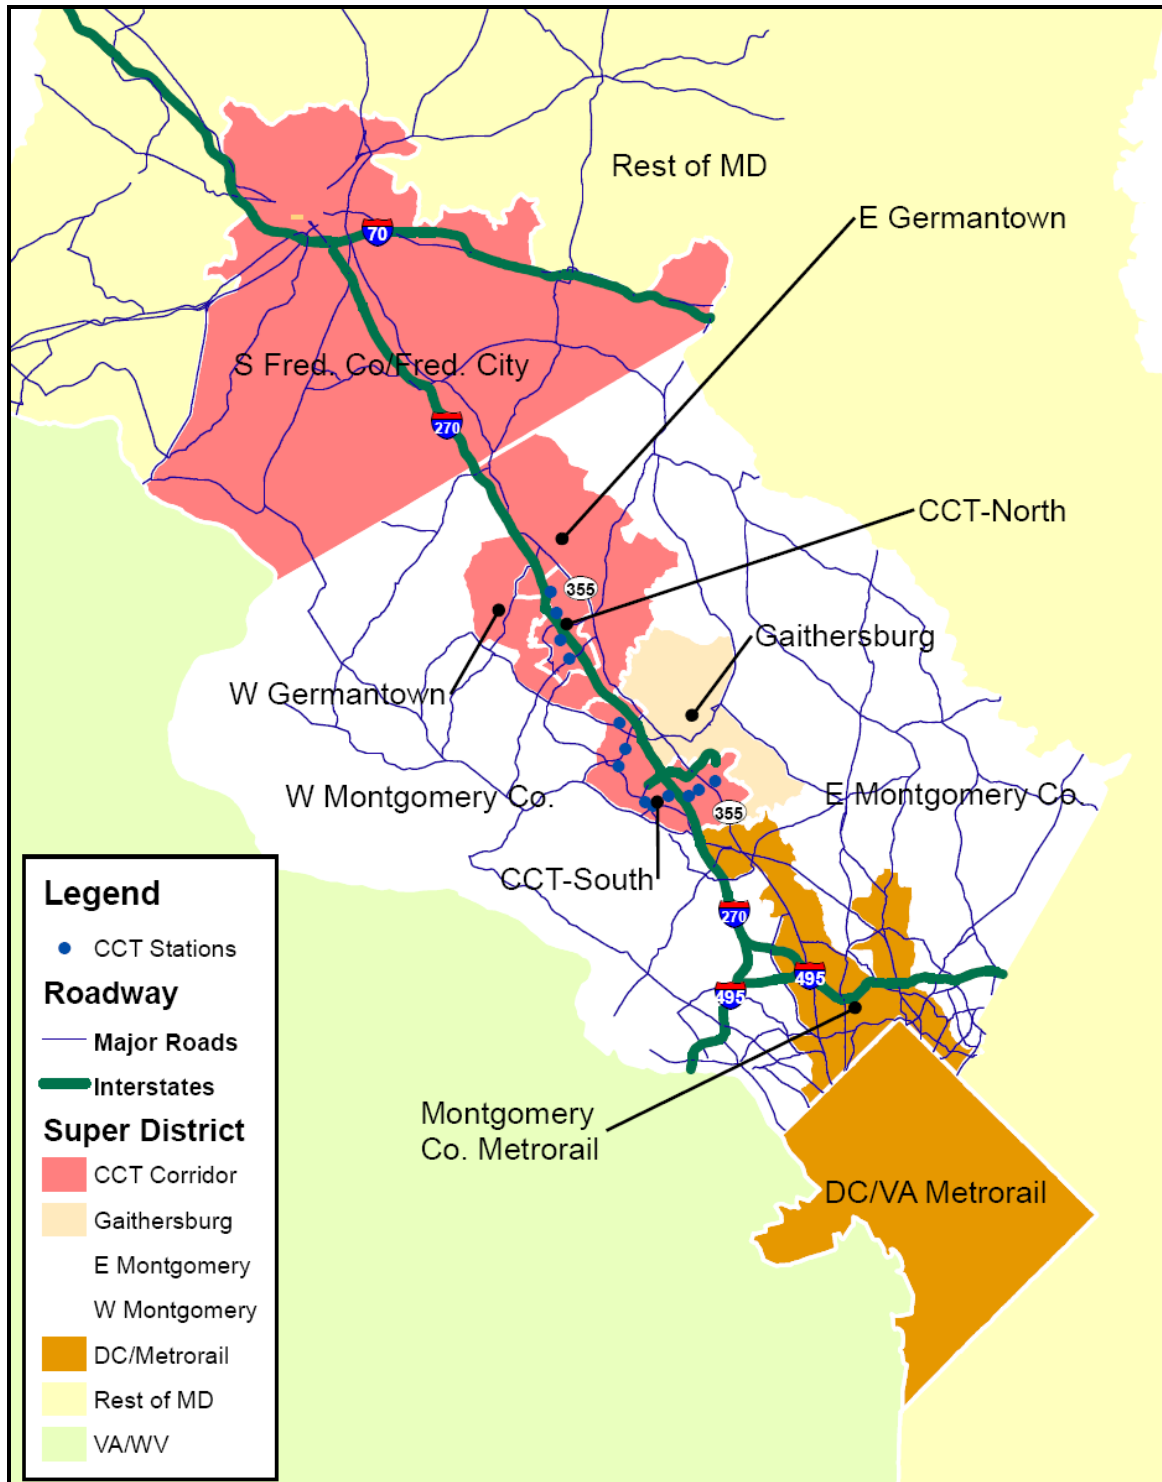 Rest of MD
E Germantown
70
S Fred. Co/Fred. City
270
CCT-North
355
Gaithersburg
W Germantown
W Montgomery Co.
E Montgomery Co
355
CCT-South
270
495
495
Montgomery
Co. Metrorail
DC/VA Metrorail
Legend
CCT Stations
Roadway
Major Roads
Interstates
Super District
CCT Corridor
Gaithersburg
E Montgomery
W Montgomery
DC/Metrorail
Rest of MD
VA/WV